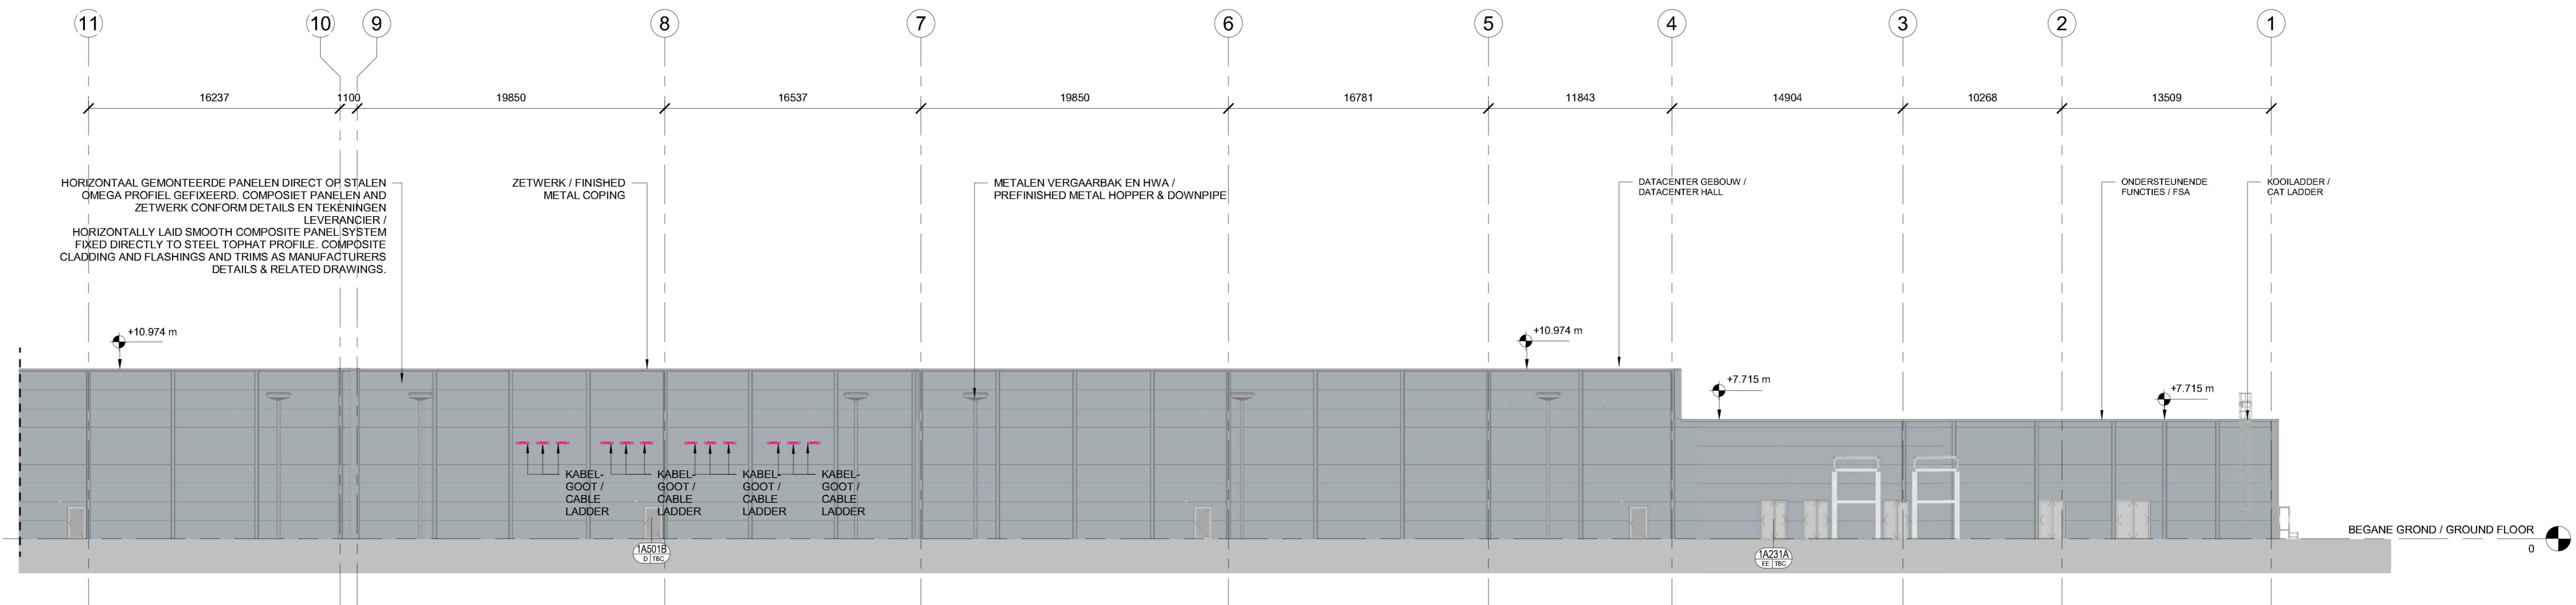 11
10
9
8
7
6
5
4
3
2
1
16237
1100
19850
16537
19850
16781
11843
14904
10268
13509
HORIZONTAAL GEMONTEERDE PANELEN DIRECT OP STALEN
OMEGA PROFIEL GEFIXEERD. COMPOSIET PANELEN AND
ZETWERK CONFORM DETAILS EN TEKENINGEN
LEVERANCIER /
HORIZONTALLY LAID SMOOTH COMPOSITE PANEL SYSTEM
FIXED DIRECTLY TO STEEL TOPHAT PROFILE. COMPOSITE
CLADDING AND FLASHINGS AND TRIMS AS MANUFACTURERS
DETAILS & RELATED DRAWINGS.
ZETWERK / FINISHED
METAL COPING
METALEN VERGAARBAK EN HWA /
PREFINISHED METAL HOPPER & DOWNPIPE
DATACENTER GEBOUW /
DATACENTER HALL
ONDERSTEUNENDE
FUNCTIES / FSA
KOOILADDER /
CAT LADDER
+10.974 m
+10.974 m
+7.715 m
+7.715 m
KABEL-
GOOT /
CABLE
LADDER
KABEL-
GOOT /
CABLE
LADDER
KABEL-
GOOT /
CABLE
LADDER
KABEL-
GOOT /
CABLE
LADDER
1A501B
D TBC
1A231A
EE TBC
BEGANE GROND / GROUND FLOOR
0